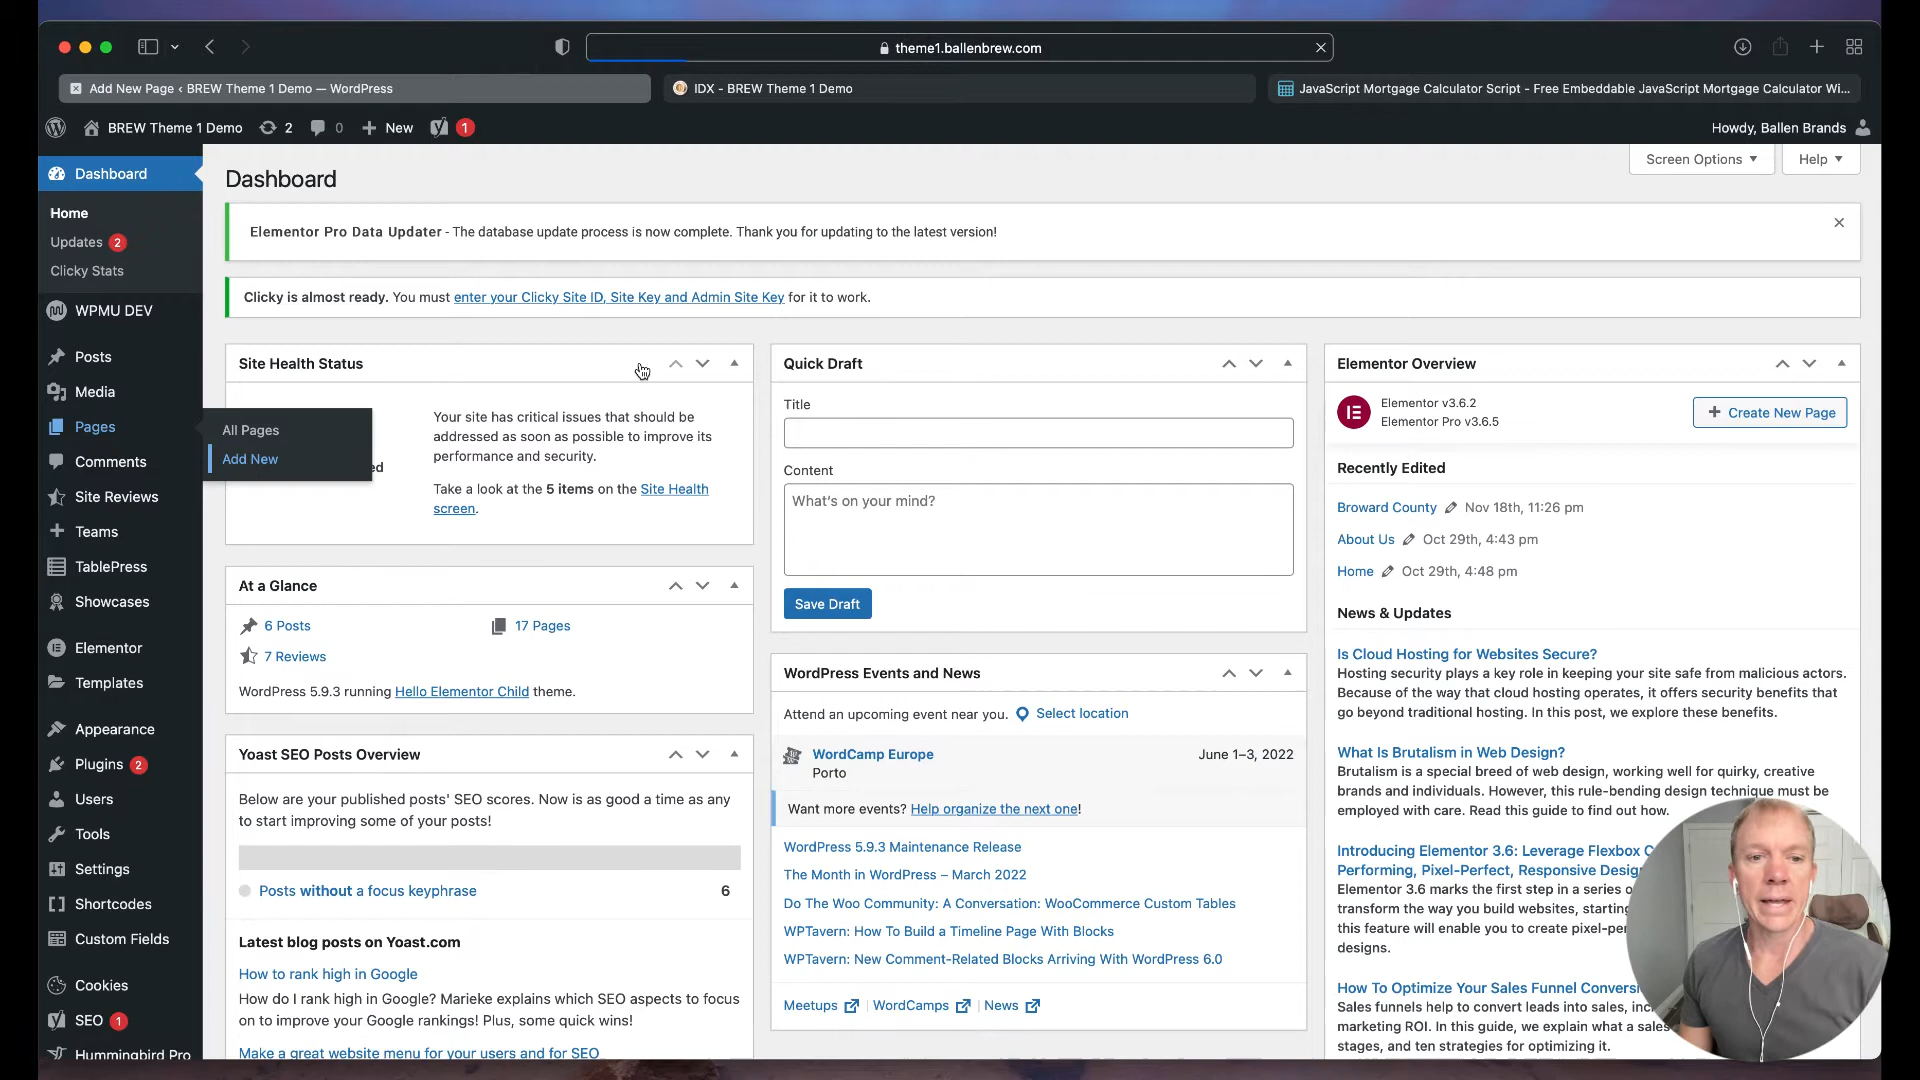 theme1.ballenbrew.com
Add New Page ‹ BREW Theme 1 Demo — WordPress
IDX - BREW Theme 1 Demo
JavaScript Mortgage Calculator Script - Free Embeddable JavaScript Mortgage Calculator Wi...
BREW Theme 1 Demo
2
0
New
1
Howdy, Ballen Brands
Screen Options
Help
Dashboard
Home
Updates 2
Clicky Stats
WPMU DEV
Posts
Media
Pages
Comments
Site Reviews
Teams
TablePress
Showcases
Elementor
Templates
Appearance
Plugins 2
Users
Tools
Settings
Shortcodes
Custom Fields
Cookies
SEO 1
Hummingbird Pro
All Pages
Add New
Dashboard
Elementor Pro Data Updater - The database update process is now complete. Thank you for updating to the latest version!
Clicky is almost ready. You must enter your Clicky Site ID, Site Key and Admin Site Key for it to work.
Site Health Status
ed
Your site has critical issues that should be
addressed as soon as possible to improve its
performance and security.
Take a look at the 5 items on the Site Health
screen.
At a Glance
6 Posts
17 Pages
7 Reviews
WordPress 5.9.3 running Hello Elementor Child theme.
Yoast SEO Posts Overview
Below are your published posts' SEO scores. Now is as good a time as any
to start improving some of your posts!
Posts without a focus keyphrase
6
Latest blog posts on Yoast.com
How to rank high in Google
How do I rank high in Google? Marieke explains which SEO aspects to focus
on to improve your Google rankings! Plus, some quick wins!
Make a great website menu for your users and for SEO
Quick Draft
Title
Content
What's on your mind?
Save Draft
WordPress Events and News
Attend an upcoming event near you.
Select location
WordCamp Europe
June 1–3, 2022
Porto
Want more events? Help organize the next one!
WordPress 5.9.3 Maintenance Release
The Month in WordPress – March 2022
Do The Woo Community: A Conversation: WooCommerce Custom Tables
WPTavern: How To Build a Timeline Page With Blocks
WPTavern: New Comment-Related Blocks Arriving With WordPress 6.0
Meetups | WordCamps | News
Elementor Overview
Elementor v3.6.2
Elementor Pro v3.6.5
Create New Page
Recently Edited
Broward County Nov 18th, 11:26 pm
About Us Oct 29th, 4:43 pm
Home Oct 29th, 4:48 pm
News & Updates
Is Cloud Hosting for Websites Secure?
Hosting security plays a key role in keeping your site safe from malicious actors.
Because of the way that cloud hosting operates, it offers security benefits that
go beyond traditional hosting. In this post, we explore these benefits.
What Is Brutalism in Web Design?
Brutalism is a special breed of web design, working well for quirky, creative
brands and individuals. However, this rule-bending design technique must be
employed with care. Read this guide to find out how.
Introducing Elementor 3.6: Leverage Flexbox C
Performing, Pixel-Perfect, Responsive Desig
Elementor 3.6 marks the first step in a series o
transform the way you build websites, starting
this feature will enable you to create pixel-per
designs.
How To Optimize Your Sales Funnel Conversi
Sales funnels help to convert leads into sales, inc
marketing ROI. In this guide, we explain what a sales
stages, and ten strategies for optimizing it.